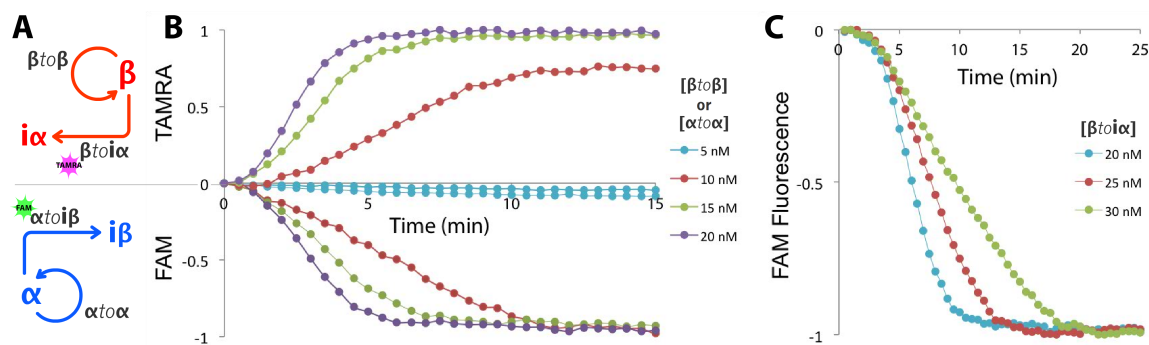 A
βtoβ
β
iα
βtoiα
TAMRA
FAM
αtoiβ
iβ
α
αtoα
B
TAMRA
FAM
1
0.5
0
-0.5
-1
0
5
10
15
Time (min)
[βtoβ]
or
[αtoα]
5 nM
10 nM
15 nM
20 nM
C
FAM Fluorescence
0
-0.5
-1
0
5
10
15
20
25
Time (min)
[βtoiα]
20 nM
25 nM
30 nM